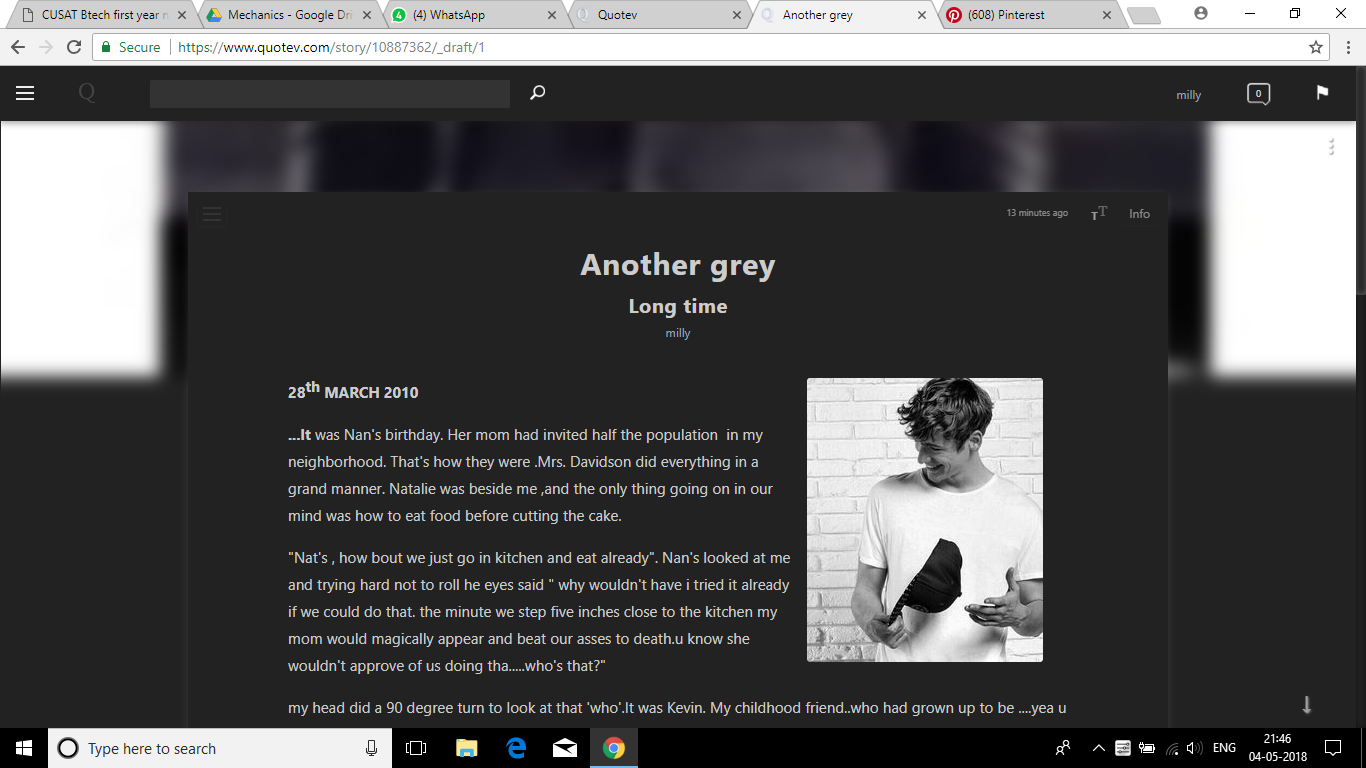 CUSAT Btech first year n
Mechanics - Google Dri
(4) WhatsApp
Quotev
Another grey
(608) Pinterest
Secure
https://www.quotev.com/story/10887362/_draft/1
Q
milly
0
13 minutes ago
TT
Info
Another grey
Long time
milly
28th MARCH 2010
...It was Nan's birthday. Her mom had invited half the population in my
neighborhood. That's how they were .Mrs. Davidson did everything in a
grand manner. Natalie was beside me ,and the only thing going on in our
mind was how to eat food before cutting the cake.
"Nat's , how bout we just go in kitchen and eat already". Nan's looked at me
and trying hard not to roll he eyes said " why wouldn't have i tried it already
if we could do that. the minute we step five inches close to the kitchen my
mom would magically appear and beat our asses to death.u know she
wouldn't approve of us doing tha.....who's that?"
my head did a 90 degree turn to look at that 'who'.It was Kevin. My childhood friend..who had grown up to be ....yea u
Type here to search
ENG
21:46
04-05-2018